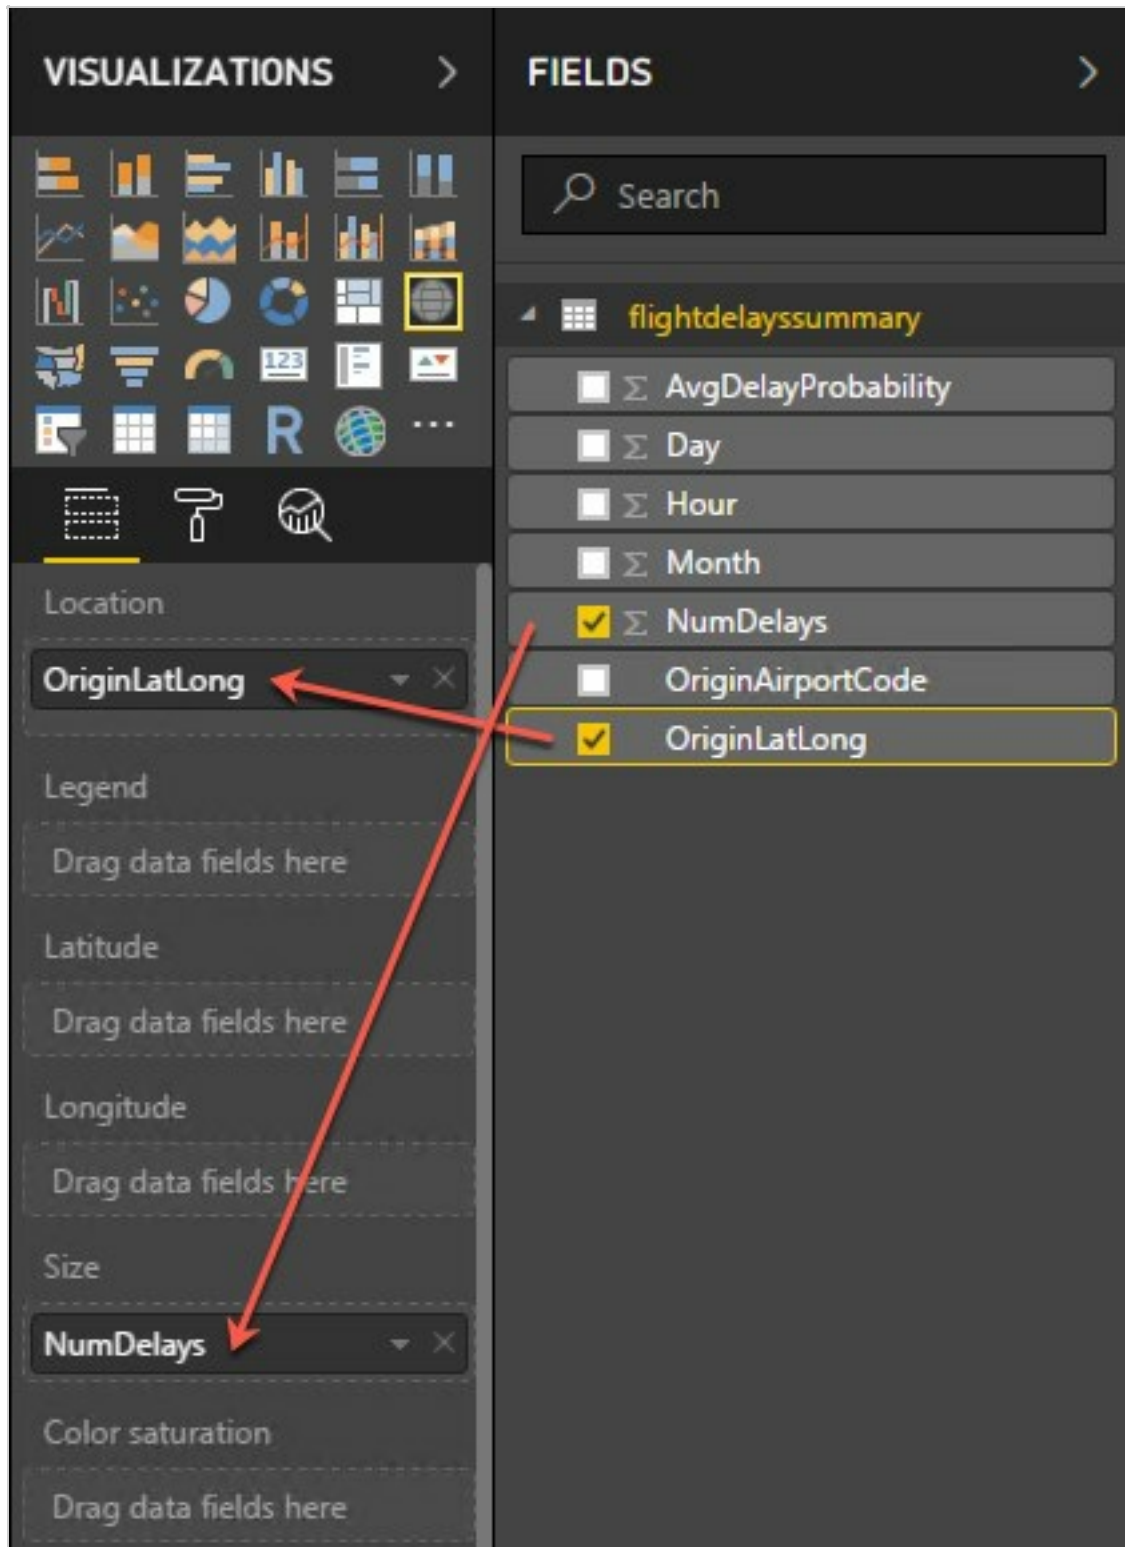 VISUALIZATIONS
123
R
Location
OriginLatLong
Legend
Drag data fields here
Latitude
Drag data fields here
Longitude
Drag data fields here
Size
NumDelays
Color saturation
Drag data fields here
FIELDS
Search
flightdelayssummary
AvgDelayProbability
Day
Hour
Month
NumDelays
OriginAirportCode
OriginLatLong